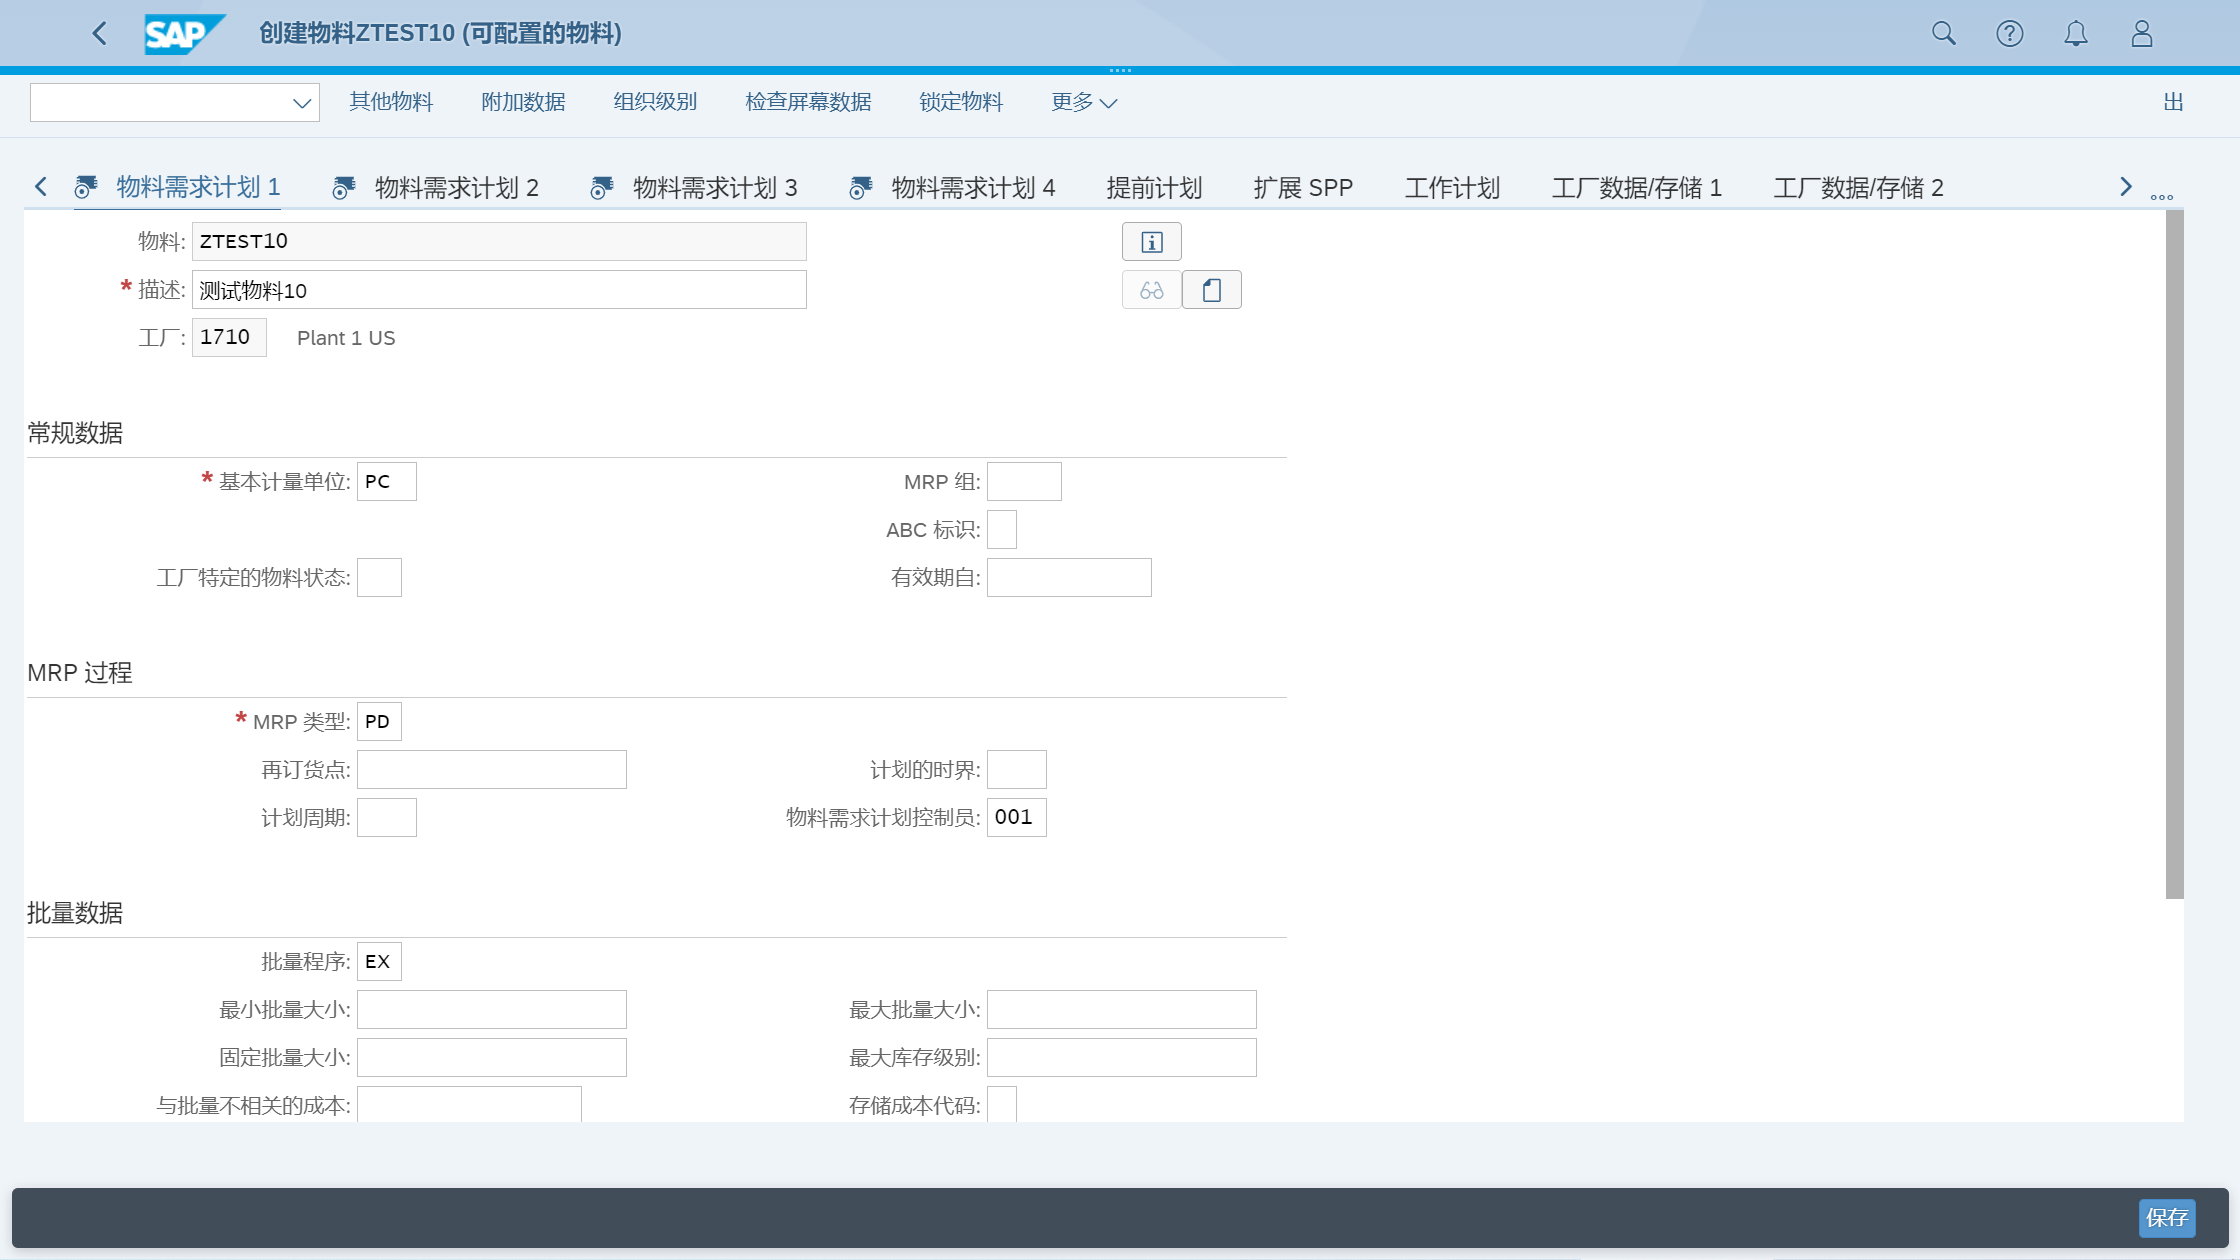 SAP 创建物料ZTEST10 (可配置的物料)
其他物料 附加数据 组织级别 检查屏幕数据 锁定物料 更多 出
物料需求计划 1 物料需求计划 2 物料需求计划 3 物料需求计划 4 提前计划 扩展 SPP 工作计划 工厂数据/存储 1 工厂数据/存储 2
物料: ZTEST10
* 描述: 测试物料10
工厂: 1710 Plant 1 US
常规数据
* 基本计量单位: PC MRP 组:
ABC 标识:
工厂特定的物料状态: 有效期自:
MRP 过程
* MRP 类型: PD
再订货点: 计划的时界:
计划周期: 物料需求计划控制员: 001
批量数据
批量程序: EX
最小批量大小: 最大批量大小:
固定批量大小: 最大库存级别:
与批量不相关的成本: 存储成本代码:
保存